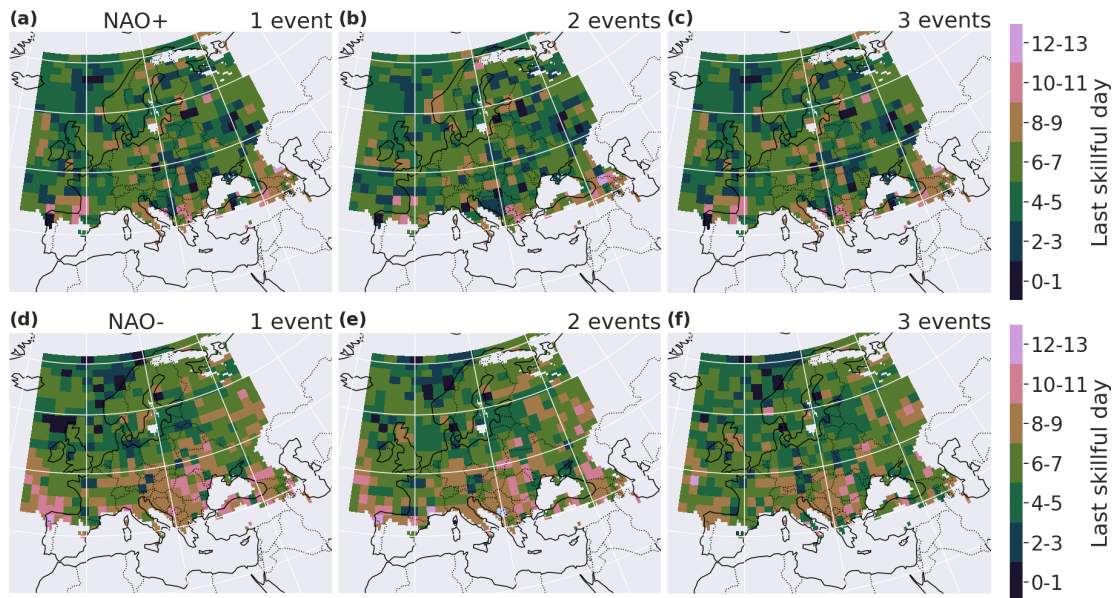 (a) NAO+ 1 event
(b) 2 events
(c) 3 events
12-13
10-11
8-9
6-7
4-5
2-3
0-1
Last skillful day
(d) NAO- 1 event
(e) 2 events
(f) 3 events
12-13
10-11
8-9
6-7
4-5
2-3
0-1
Last skillful day